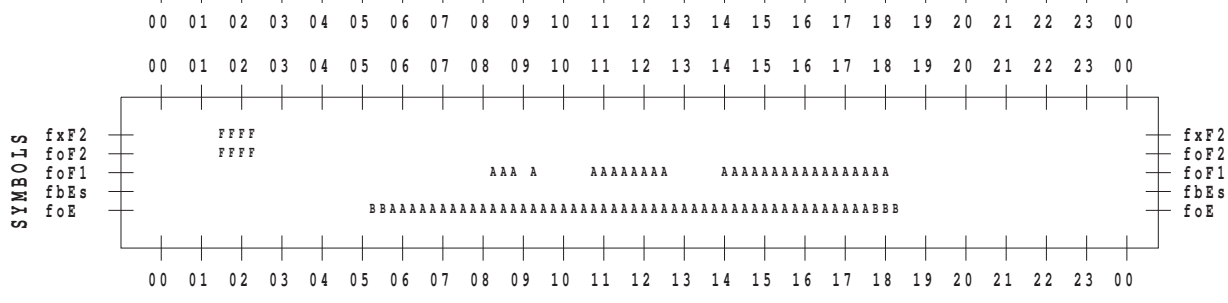 00 01 02 03 04 05 06 07 08 09 10 11 12 13 14 15 16 17 18 19 20 21 22 23 00
00 01 02 03 04 05 06 07 08 09 10 11 12 13 14 15 16 17 18 19 20 21 22 23 00
SYMBOLS
fxF2 FFFF fxF2
foF2 FFFF foF2
foF1 AAA A AAAAAAAA AAAAAAAAAAAAAAAAA foF1
fbEs fbEs
foE BBAAAAAAAAAAAAAAAAAAAAAAAAAAAAAAAAAAAAAAAAAAAAAAAABBB foE
00 01 02 03 04 05 06 07 08 09 10 11 12 13 14 15 16 17 18 19 20 21 22 23 00